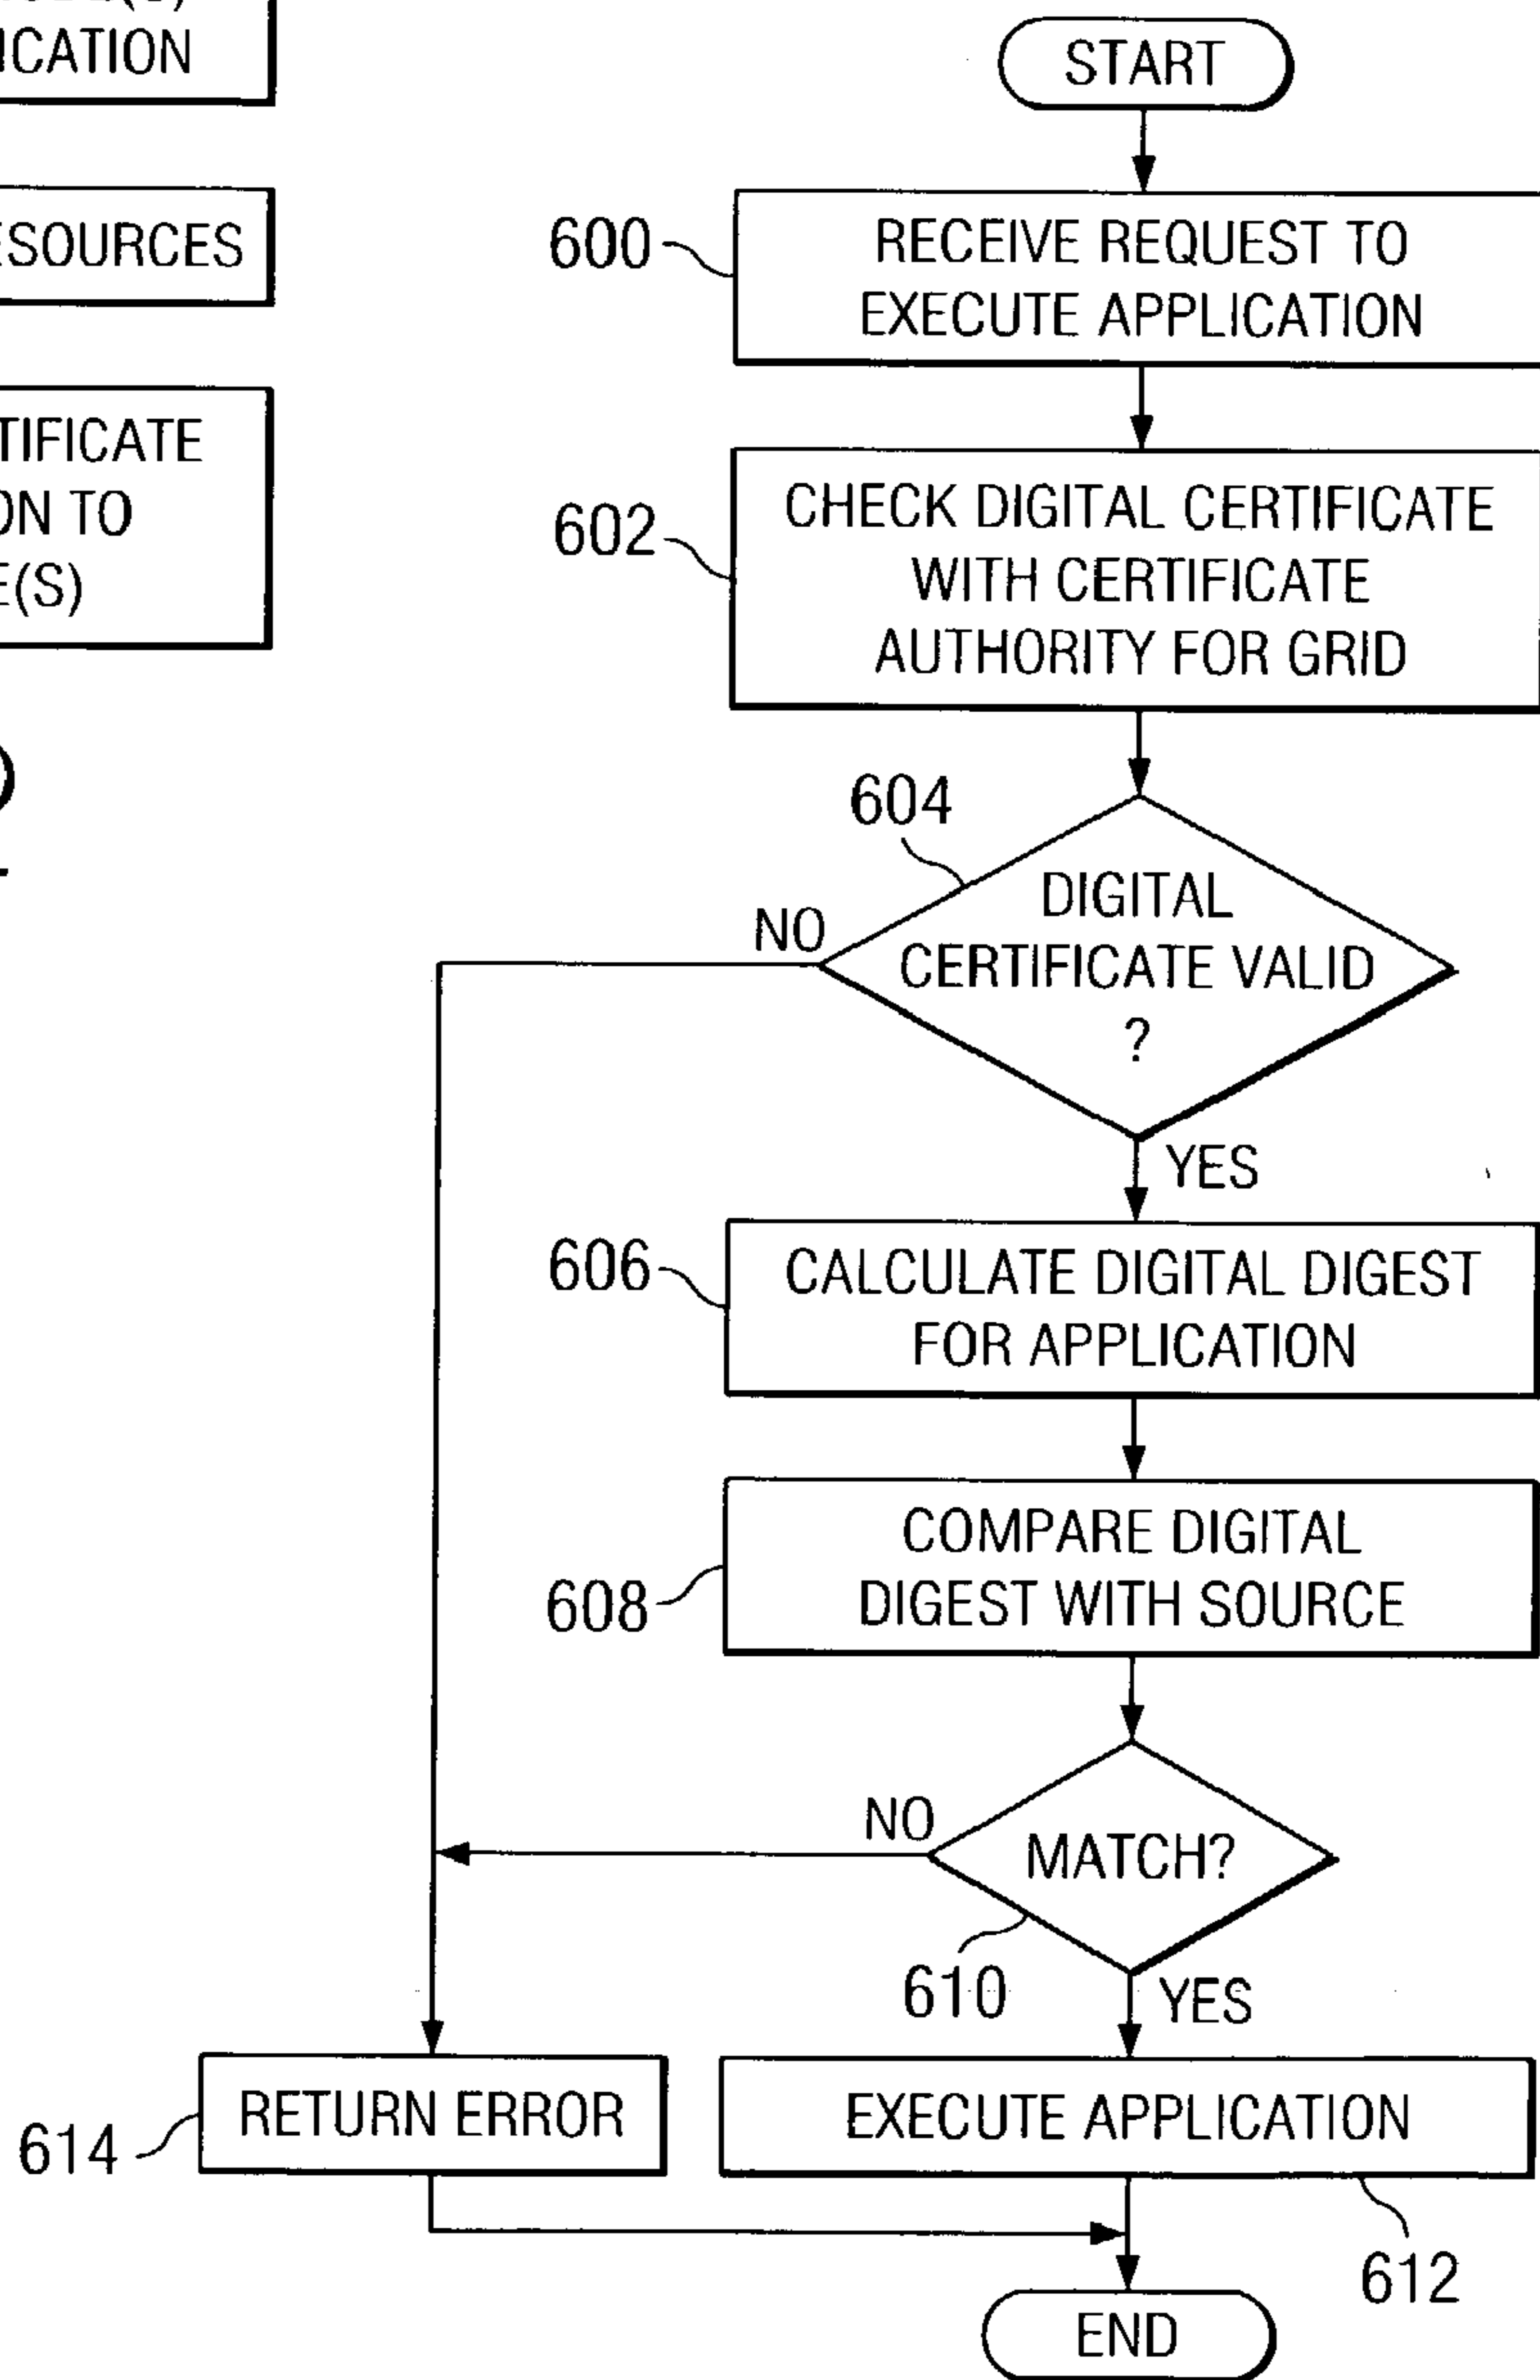 START
600
RECEIVE REQUEST TO
EXECUTE APPLICATION
602
CHECK DIGITAL CERTIFICATE
WITH CERTIFICATE
AUTHORITY FOR GRID
604
DIGITAL
CERTIFICATE VALID
?
NO
YES
606
CALCULATE DIGITAL DIGEST
FOR APPLICATION
608
COMPARE DIGITAL
DIGEST WITH SOURCE
NO
MATCH?
610
YES
614
RETURN ERROR
EXECUTE APPLICATION
612
END
ICATION
ESOURCES
TIFICATE
ON TO
E(S)